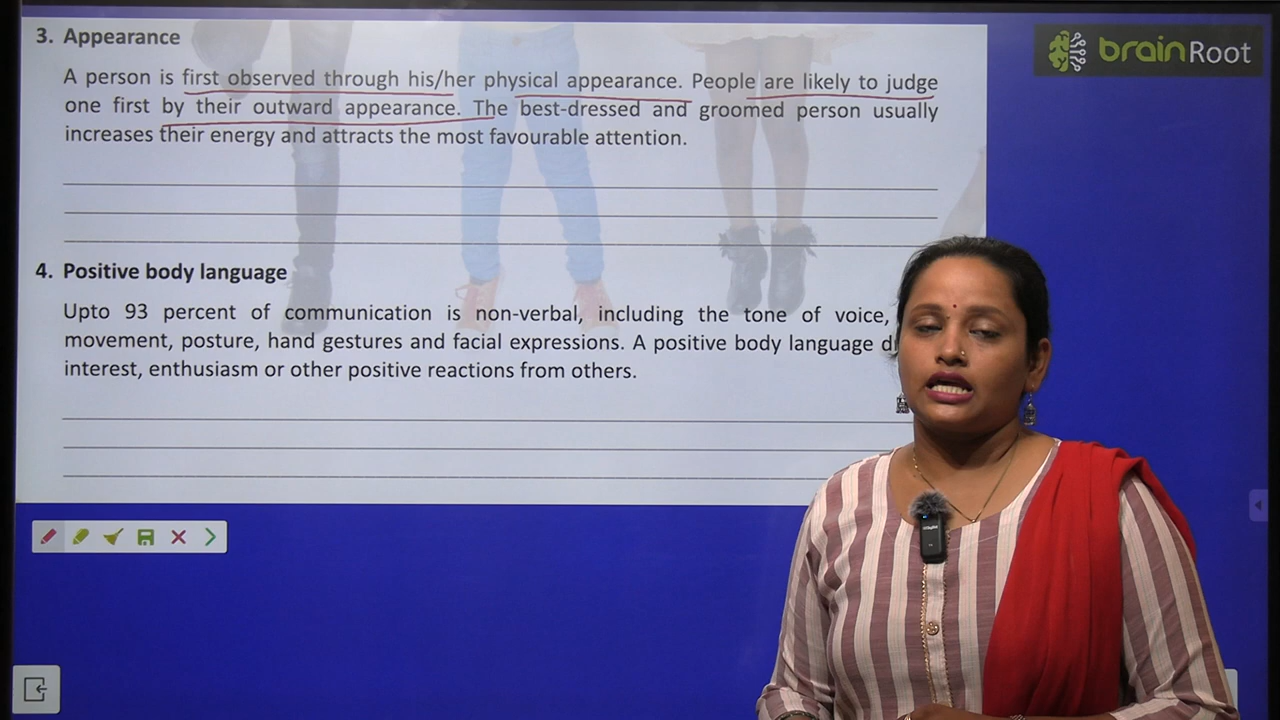 brainRoot
3. Appearance
A person is first observed through his/her physical appearance. People are likely to judge
one first by their outward appearance. The best-dressed and groomed person usually
increases their energy and attracts the most favourable attention.
4. Positive body language
Upto 93 percent of communication is non-verbal, including the tone of voice,
movement, posture, hand gestures and facial expressions. A positive body language
interest, enthusiasm or other positive reactions from others.